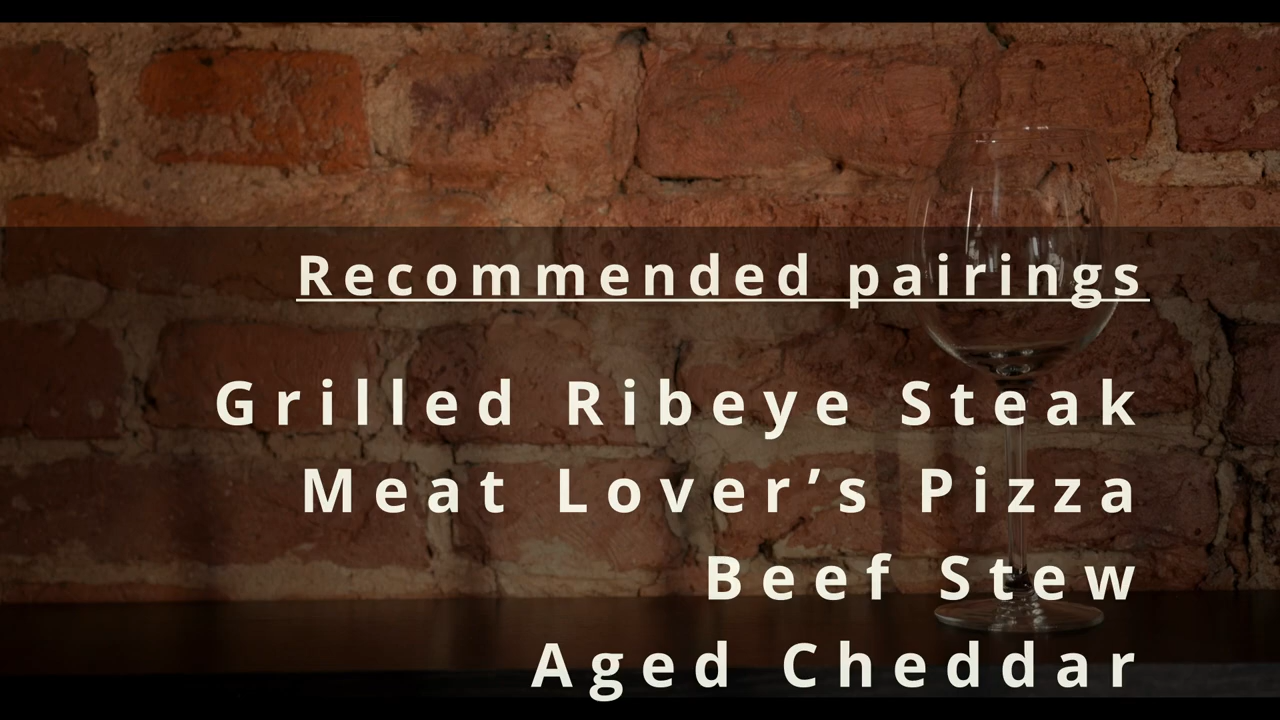 Recommended pairings
Grilled Ribeye Steak
Meat Lover’s Pizza
Beef Stew
Aged Cheddar